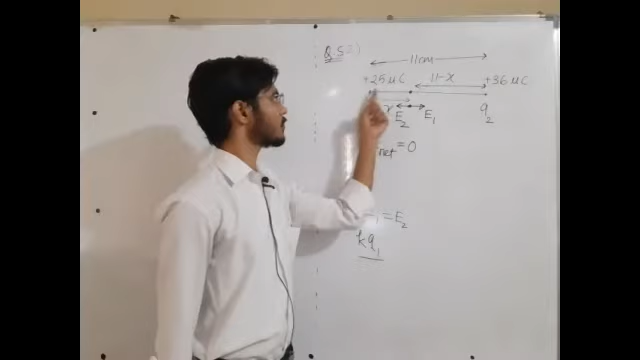 Q.5
11cm
+25μC 11-x +36μC
E₂ E₁ q₂
net = 0
= E₂
kq₁